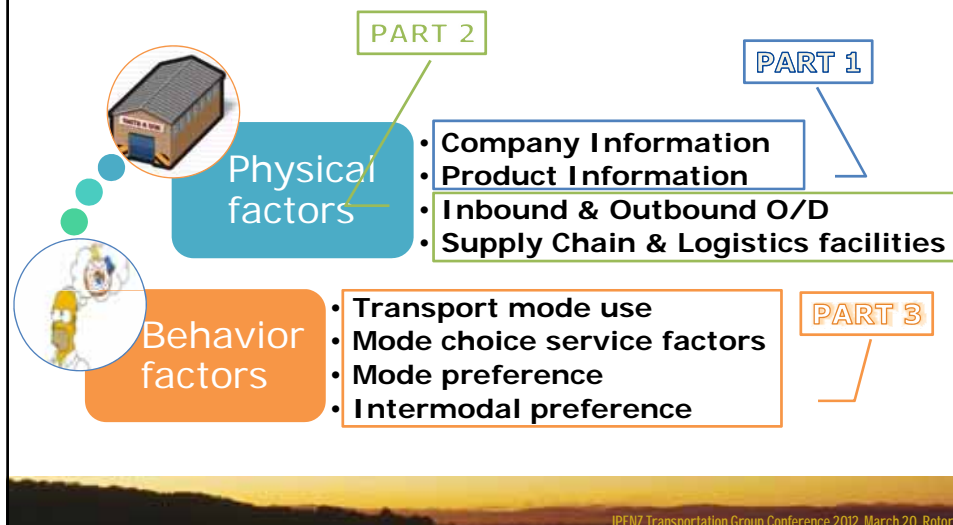 PART 2
PART 1
Physical factors
• Company Information
• Product Information
• Inbound & Outbound O/D
• Supply Chain & Logistics facilities
Behavior factors
• Transport mode use
• Mode choice service factors
• Mode preference
• Intermodal preference
PART 3
IPENZ Transportation Group Conference 2012, March 20, Rotor